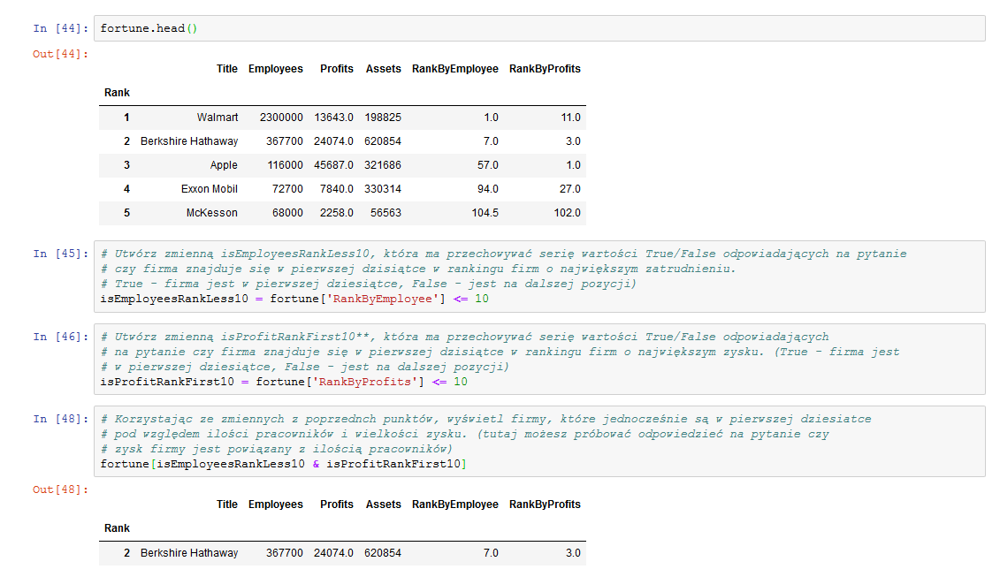 In [44]: fortune.head()
Out[44]:
Title Employees Profits Assets RankByEmployee RankByProfits
Rank
1 Walmart 2300000 13643.0 198825 1.0 11.0
2 Berkshire Hathaway 367700 24074.0 620854 7.0 3.0
3 Apple 116000 45687.0 321686 57.0 1.0
4 Exxon Mobil 72700 7840.0 330314 94.0 27.0
5 McKesson 68000 2258.0 56563 104.5 102.0
In [45]: # Utwórz zmienną isEmployeesRankLess10, która ma przechowywać serię wartości True/False odpowiadających na pytanie
# czy firma znajduje się w pierwszej dzisiątce w rankingu firm o największym zatrudnieniu.
# True - firma jest w pierwszej dziesiątce, False - jest na dalszej pozycji)
isEmployeesRankLess10 = fortune['RankByEmployee'] <= 10
In [46]: # Utwórz zmienną isProfitRankFirst10**, która ma przechowywać serię wartości True/False odpowiadających
# na pytanie czy firma znajduje się w pierwszej dzisiątce w rankingu firm o największym zysku. (True - firma jest
# w pierwszej dziesiątce, False - jest na dalszej pozycji)
isProfitRankFirst10 = fortune['RankByProfits'] <= 10
In [48]: # Korzystając ze zmiennych z poprzednch punktów, wyświetl firmy, które jednocześnie są w pierwszej dziesiatce
# pod względem ilości pracowników i wielkości zysku. (tutaj możesz próbować odpowiedzieć na pytanie czy
# zysk firmy jest powiązany z ilością pracowników)
fortune[isEmployeesRankLess10 & isProfitRankFirst10]
Out[48]:
Title Employees Profits Assets RankByEmployee RankByProfits
Rank
2 Berkshire Hathaway 367700 24074.0 620854 7.0 3.0